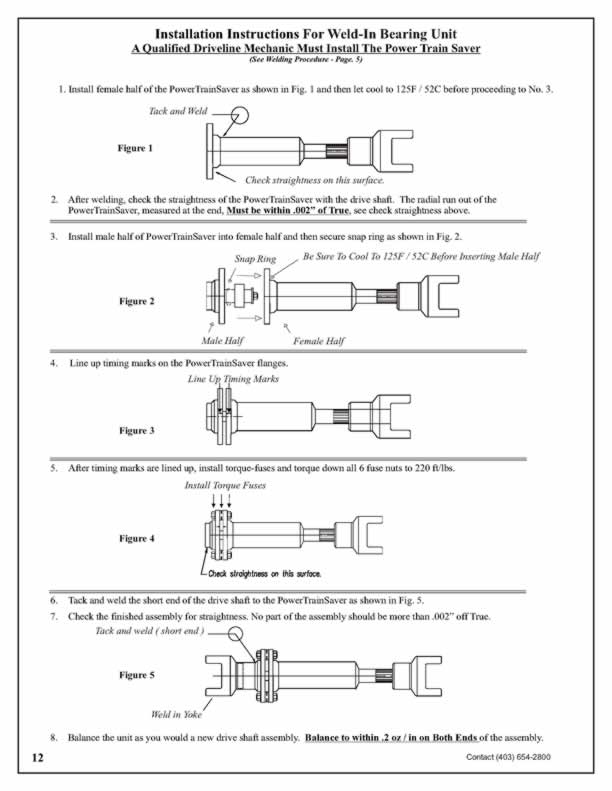 Installation Instructions For Weld-In Bearing Unit
A Qualified Driveline Mechanic Must Install The Power Train Saver
(See Welding Procedure - Page. 5)
1. Install female half of the PowerTrainSaver as shown in Fig. 1 and then let cool to 125F / 52C before proceeding to No. 3.
Tack and Weld
Figure 1
Check straightness on this surface.
2. After welding, check the straightness of the PowerTrainSaver with the drive shaft. The radial run out of the
PowerTrainSaver, measured at the end, Must be within .002” of True, see check straightness above.
3. Install male half of PowerTrainSaver into female half and then secure snap ring as shown in Fig. 2.
Snap Ring
Be Sure To Cool To 125F / 52C Before Inserting Male Half
Figure 2
Male Half
Female Half
4. Line up timing marks on the PowerTrainSaver flanges.
Line Up Timing Marks
Figure 3
5. After timing marks are lined up, install torque-fuses and torque down all 6 fuse nuts to 220 ft/lbs.
Install Torque Fuses
Figure 4
Check straightness on this surface.
6. Tack and weld the short end of the drive shaft to the PowerTrainSaver as shown in Fig. 5.
7. Check the finished assembly for straightness. No part of the assembly should be more than .002” off True.
Tack and weld ( short end )
Figure 5
Weld in Yoke
8. Balance the unit as you would a new drive shaft assembly. Balance to within .2 oz / in on Both Ends of the assembly.
12
Contact (403) 654-2800